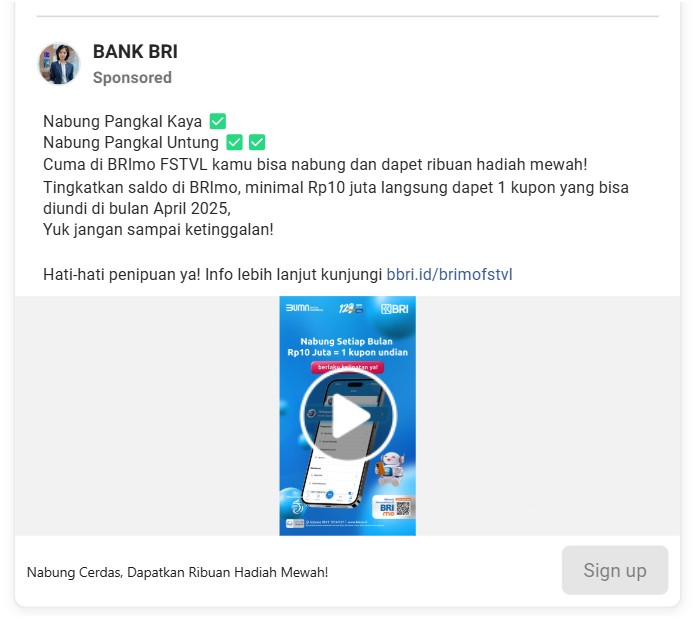 BANK BRI
Sponsored
Nabung Pangkal Kaya ✅
Nabung Pangkal Untung ✅ ✅
Cuma di BRImo FSTVL kamu bisa nabung dan dapet ribuan hadiah mewah!
Tingkatkan saldo di BRImo, minimal Rp10 juta langsung dapet 1 kupon yang bisa
diundi di bulan April 2025,
Yuk jangan sampai ketinggalan!
Hati-hati penipuan ya! Info lebih lanjut kunjungi bbri.id/brimofstvl
BUMN
BRI
Nabung Setiap Bulan
Rp10 Juta = 1 kupon undian
berlaku kelipatan ya!
BRI
mo
Nabung Cerdas, Dapatkan Ribuan Hadiah Mewah!
Sign up